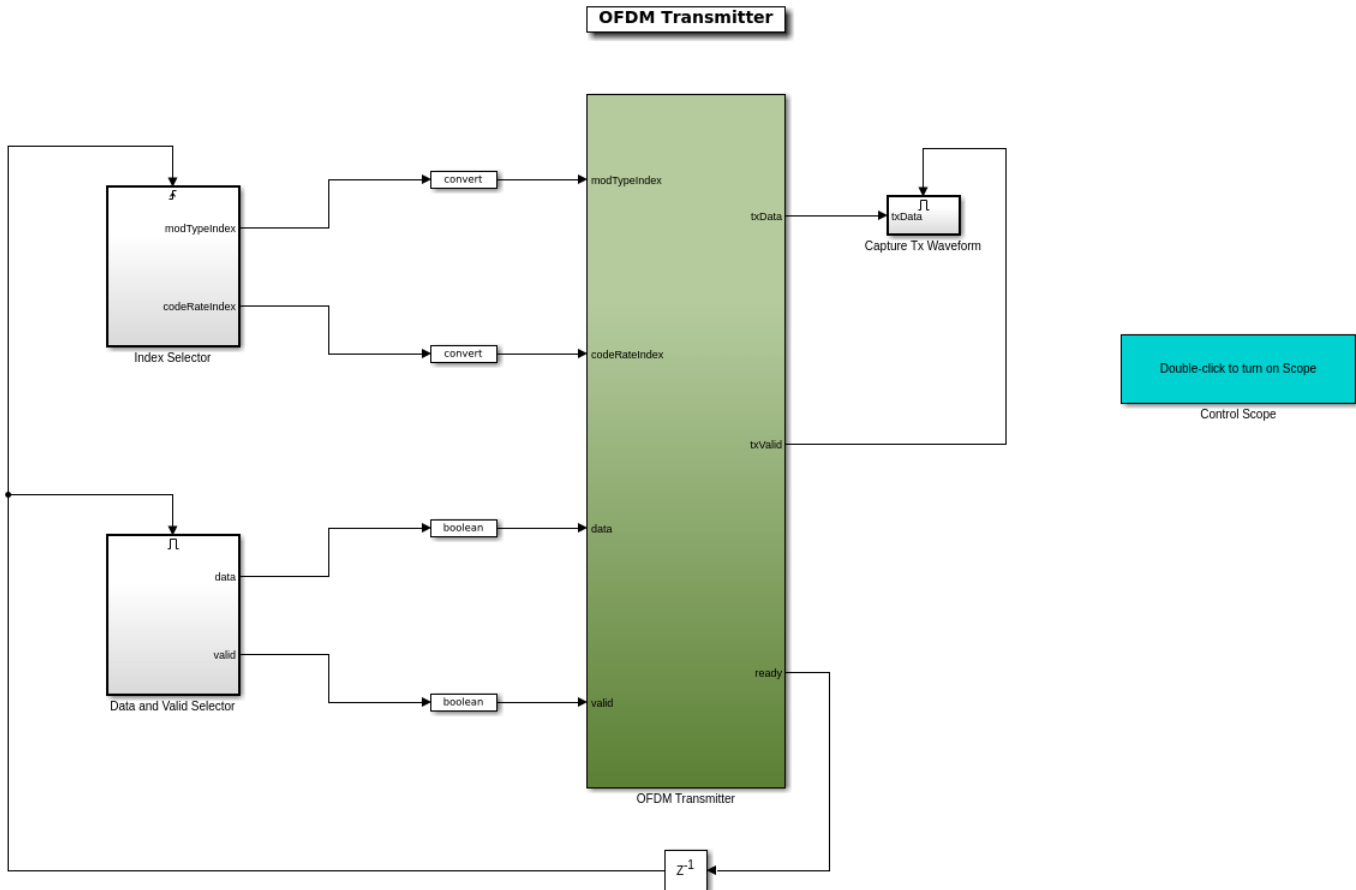 OFDM Transmitter
modTypeIndex
codeRateIndex
Index Selector
convert
convert
modTypeIndex
codeRateIndex
data
valid
txData
txValid
ready
OFDM Transmitter
txData
Capture Tx Waveform
Double-click to turn on Scope
Control Scope
data
valid
Data and Valid Selector
boolean
boolean
Z-1